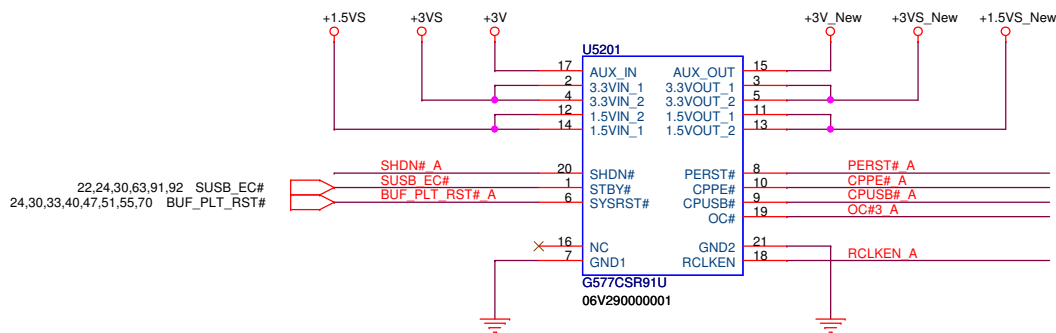 +1.5VS +3VS +3V +3V_New +3VS_New +1.5VS_New
U5201
17 AUX_IN AUX_OUT 15
2 3.3VIN_1 3.3VOUT_1 3
4 3.3VIN_2 3.3VOUT_2 5
12 1.5VIN_2 1.5VOUT_1 11
14 1.5VIN_1 1.5VOUT_2 13
SHDN#_A 20 SHDN# PERST# 8 PERST#_A
22,24,30,63,91,92 SUSB_EC# SUSB_EC# 1 STBY# CPPE# 10 CPPE#_A
24,30,33,40,47,51,55,70 BUF_PLT_RST# BUF_PLT_RST#_A 6 SYSRST# CPUSB# 9 CPUSB#_A
OC# 19 OC#3_A
16 NC GND2 21
7 GND1 RCLKEN 18 RCLKEN_A
G577CSR91U
06V290000001